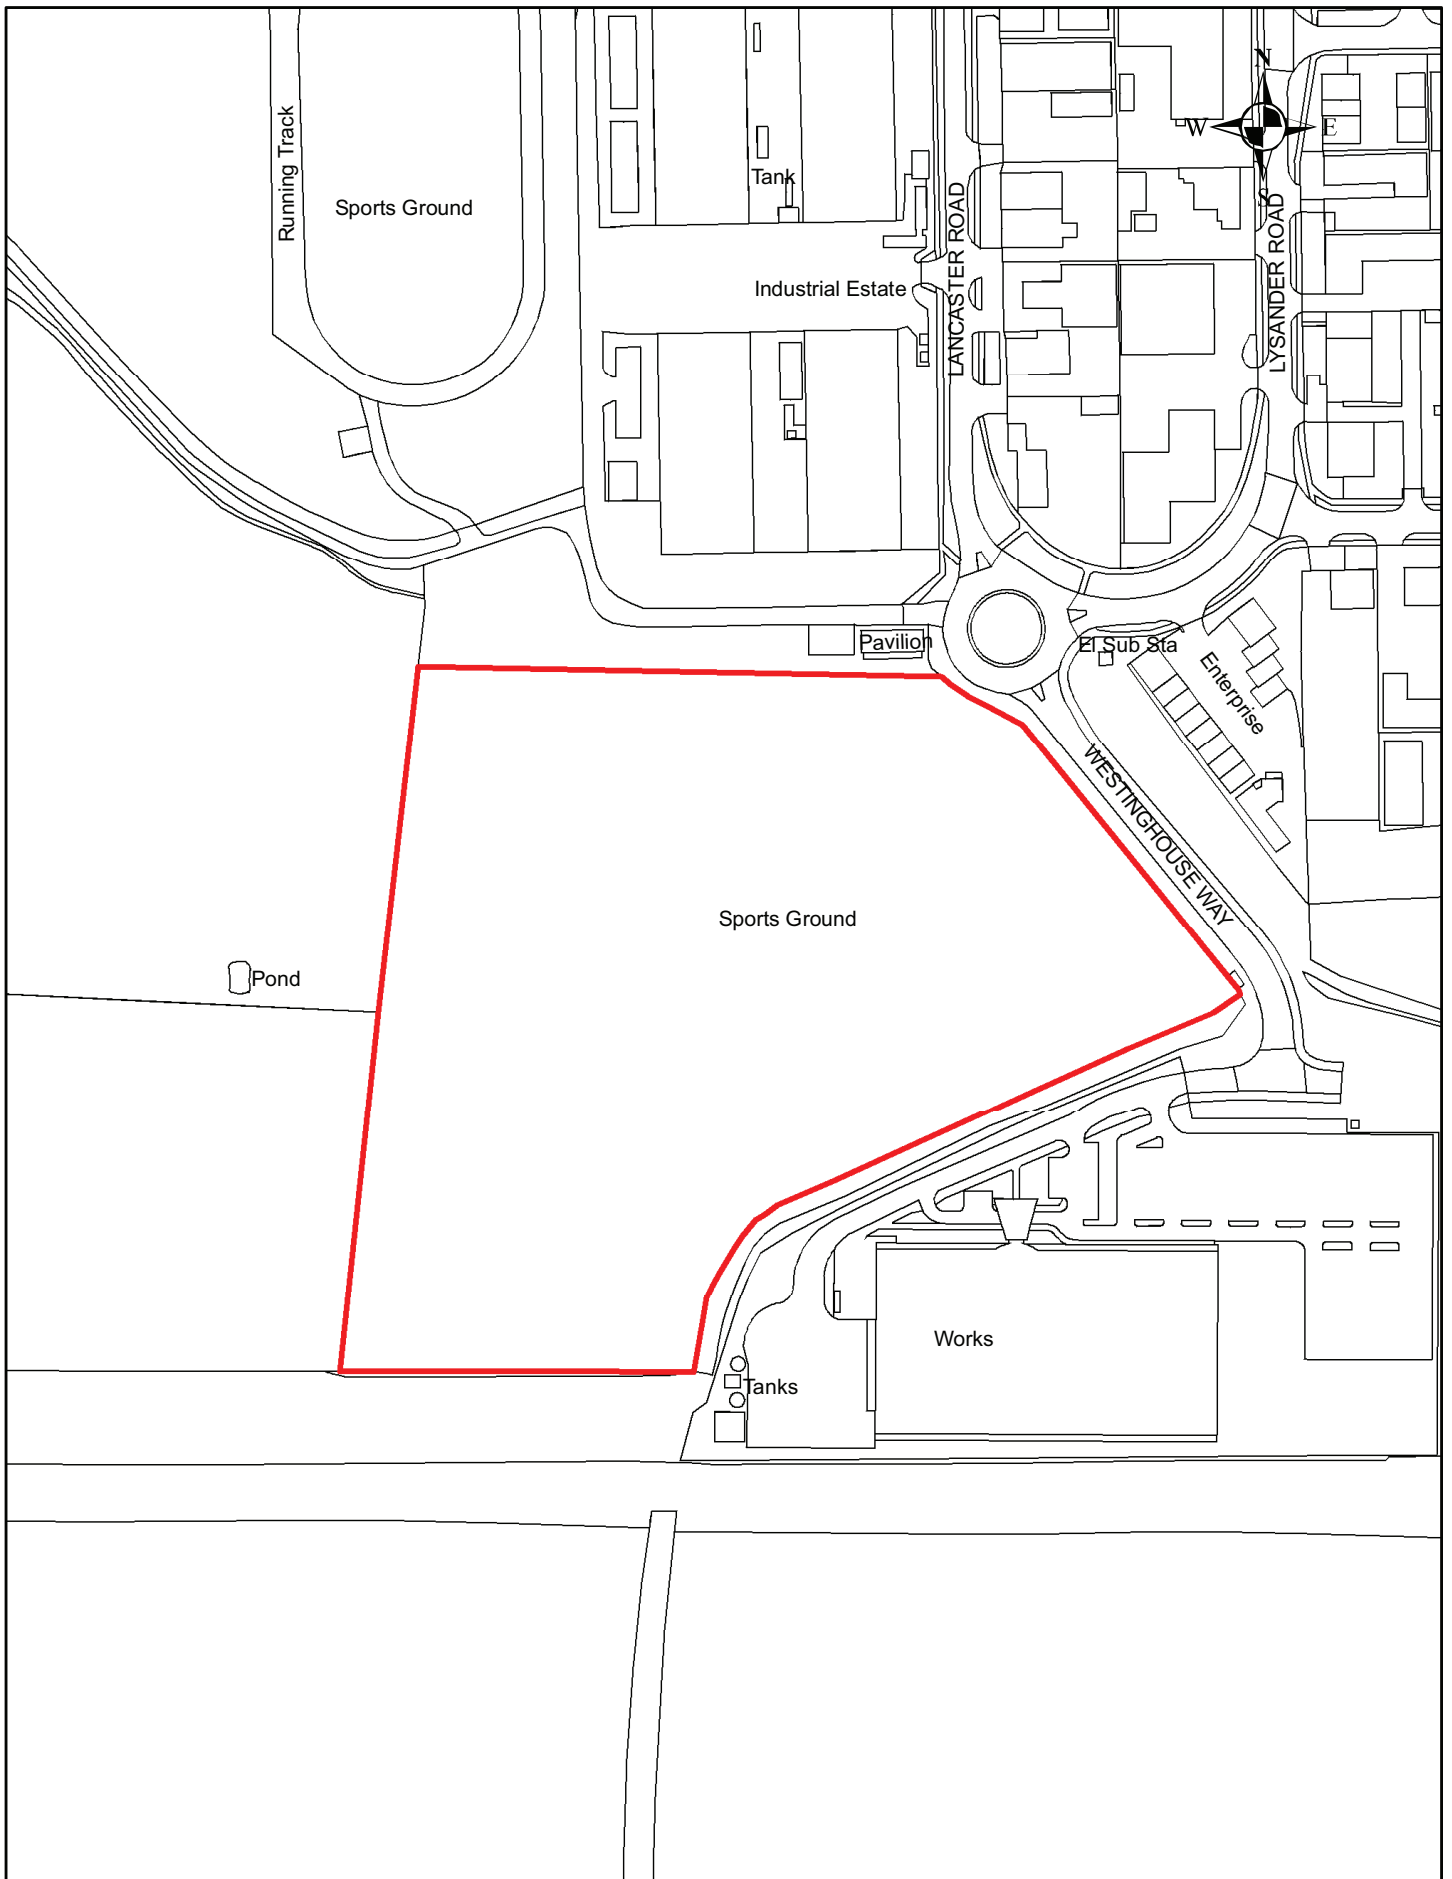 N
W
E
S
Running Track
Sports Ground
Tank
Industrial Estate
LANCASTER ROAD
LYSANDER ROAD
Pavilion
El Sub Sta
Enterprise
WESTINGHOUSE WAY
Sports Ground
Pond
Works
Tanks